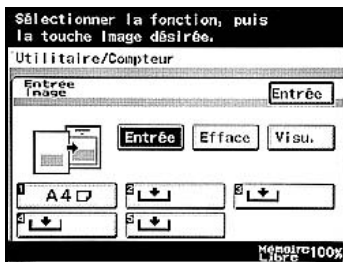 Sélectionner la fonction, puis
la touche Image désirée.
Utilitaire/Compteur
Entrée
Image
Entrée
Entrée Efface Visu.
1 A4 2 3
4 5
Mémoire 100%
Libre